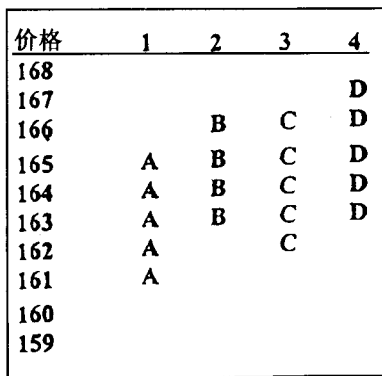 价格 1 2 3 4
168
167 D
166 B C D
165 A B C D
164 A B C D
163 A B C D
162 A C
161 A
160
159